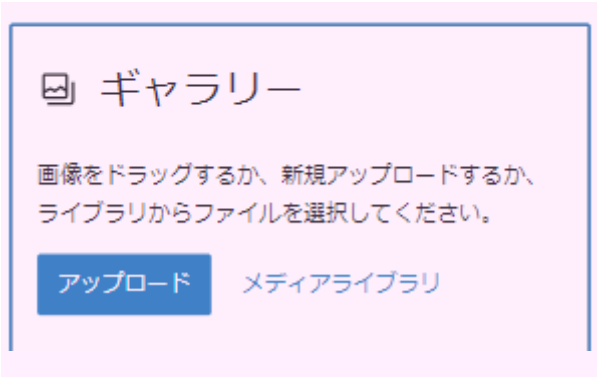 ギャラリー
画像をドラッグするか、新規アップロードするか、
ライブラリからファイルを選択してください。
アップロード メディアライブラリ